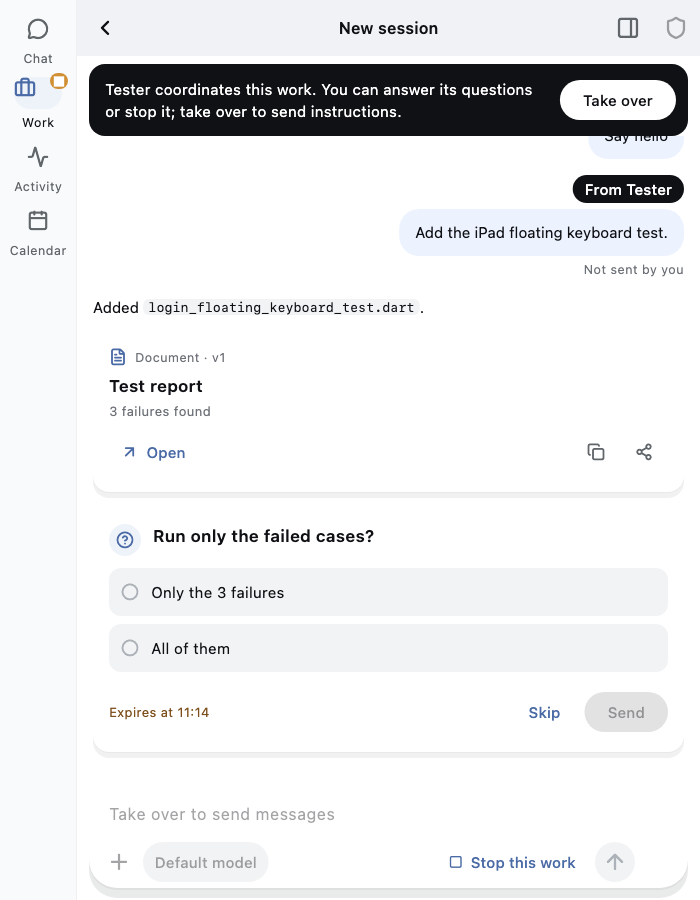 New session
Chat
Work
Activity
Calendar
Tester coordinates this work. You can answer its questions
or stop it; take over to send instructions.
Take over
Say hello
From Tester
Add the iPad floating keyboard test.
Not sent by you
Added login_floating_keyboard_test.dart.
Document · v1
Test report
3 failures found
Open
Run only the failed cases?
Only the 3 failures
All of them
Expires at 11:14
Skip
Send
Take over to send messages
Default model
Stop this work